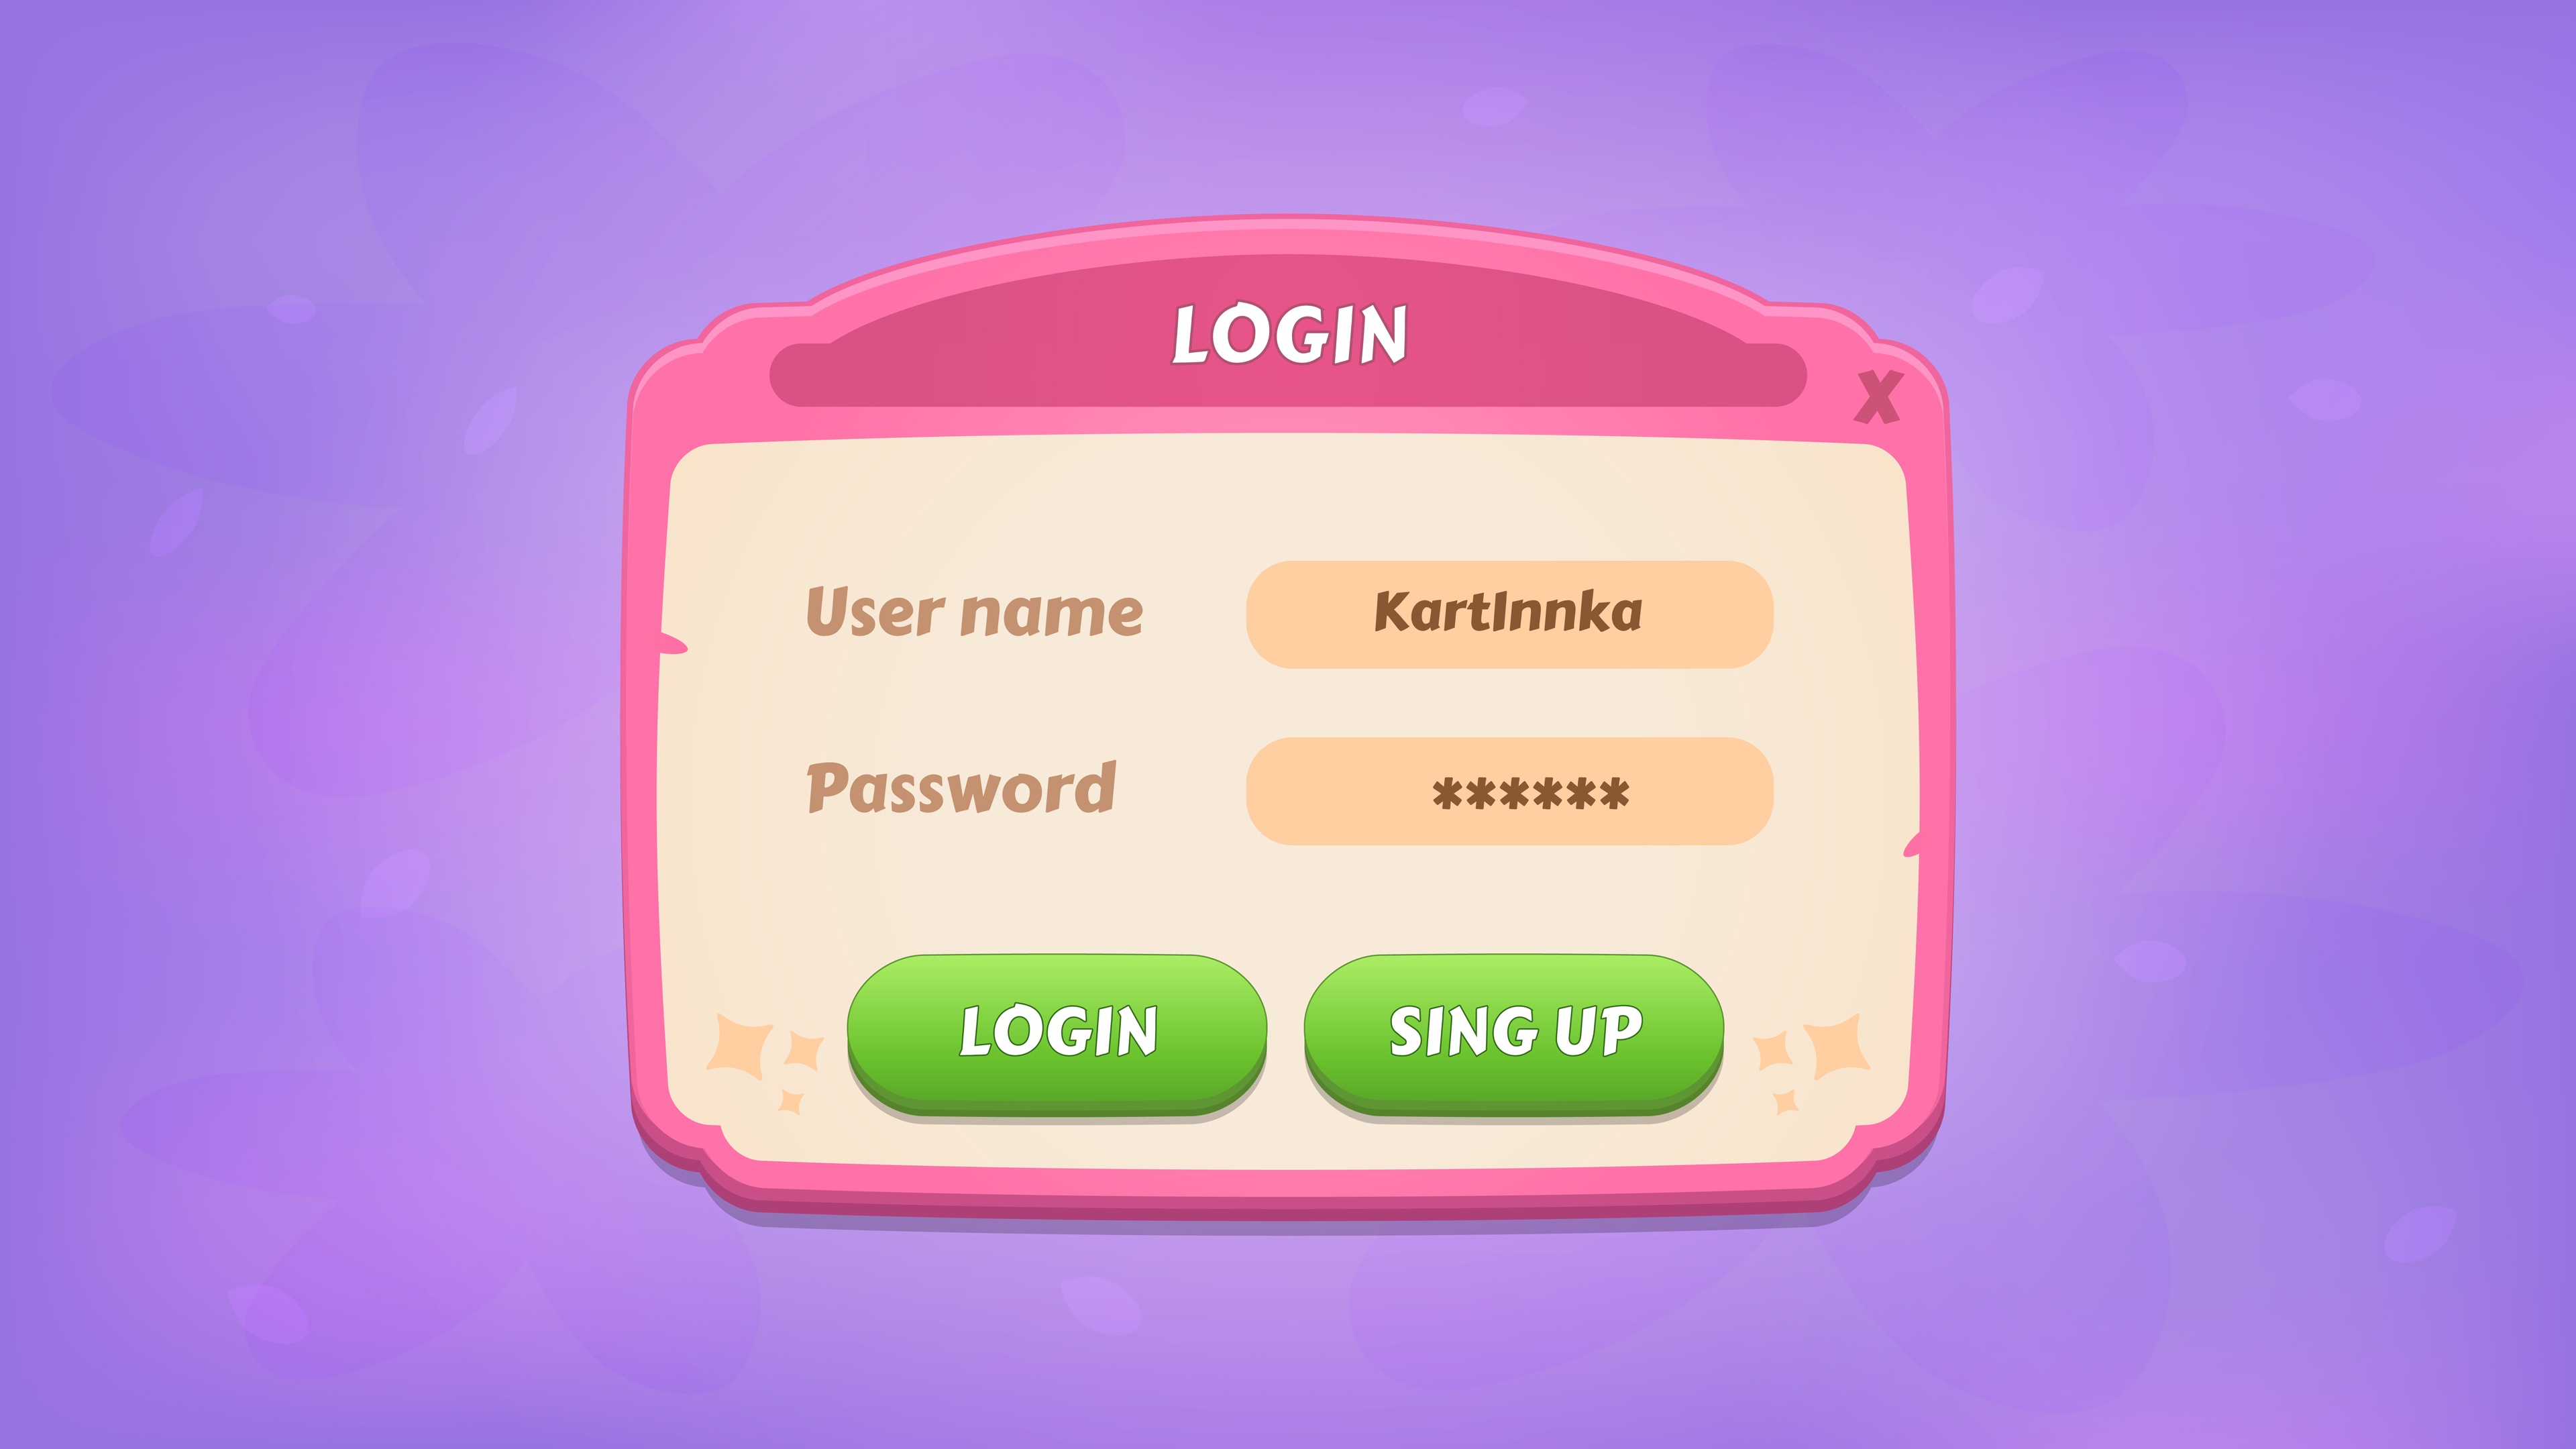 LOGIN
X
User name
KartInnka
Password
******
LOGIN
SING UP